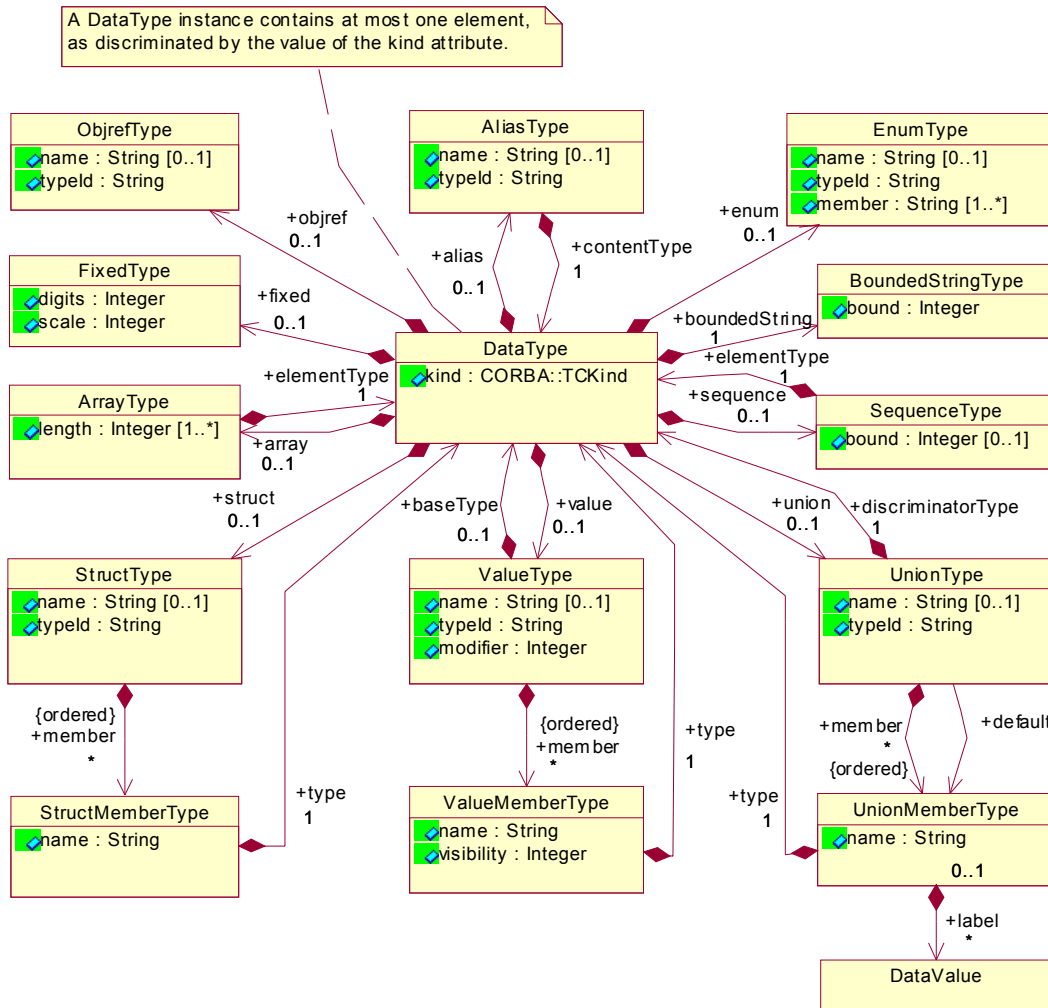 A DataType instance contains at most one element,
as discriminated by the value of the kind attribute.
ObjrefType
name : String [0..1]
typeId : String
AliasType
name : String [0..1]
typeId : String
EnumType
name : String [0..1]
typeId : String
member : String [1..*]
+objref
0..1
+alias
0..1
+contentType
1
+enum
0..1
FixedType
digits : Integer
scale : Integer
+fixed
0..1
BoundedStringType
bound : Integer
+boundedString
1
DataType
kind : CORBA::TCKind
+elementType
1
ArrayType
length : Integer [1..*]
+elementType
1
+array
0..1
+sequence
0..1
SequenceType
bound : Integer [0..1]
+struct
0..1
+baseType
0..1
+value
0..1
+union
0..1
+discriminatorType
1
StructType
name : String [0..1]
typeId : String
ValueType
name : String [0..1]
typeId : String
modifier : Integer
UnionType
name : String [0..1]
typeId : String
{ordered}
+member
*
{ordered}
+member
*
+type
1
+member
*
{ordered}
+default
StructMemberType
name : String
+type
1
ValueMemberType
name : String
visibility : Integer
+type
1
UnionMemberType
name : String
0..1
+label
*
DataValue